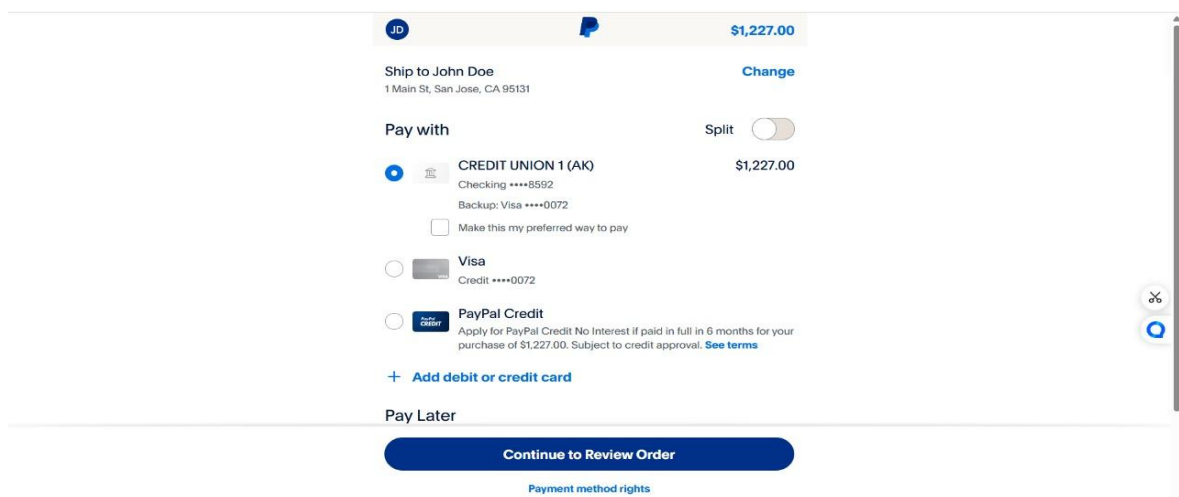 JD
$1,227.00
Ship to John Doe
Change
1 Main St, San Jose, CA 95131
Pay with
Split
CREDIT UNION 1 (AK)
$1,227.00
Checking ••••8592
Backup: Visa ••••0072
Make this my preferred way to pay
Visa
VISA
Credit ••••0072
PayPal Credit
PayPal
CREDIT
Apply for PayPal Credit No Interest if paid in full in 6 months for your
purchase of $1,227.00. Subject to credit approval. See terms
+ Add debit or credit card
Pay Later
Continue to Review Order
Payment method rights